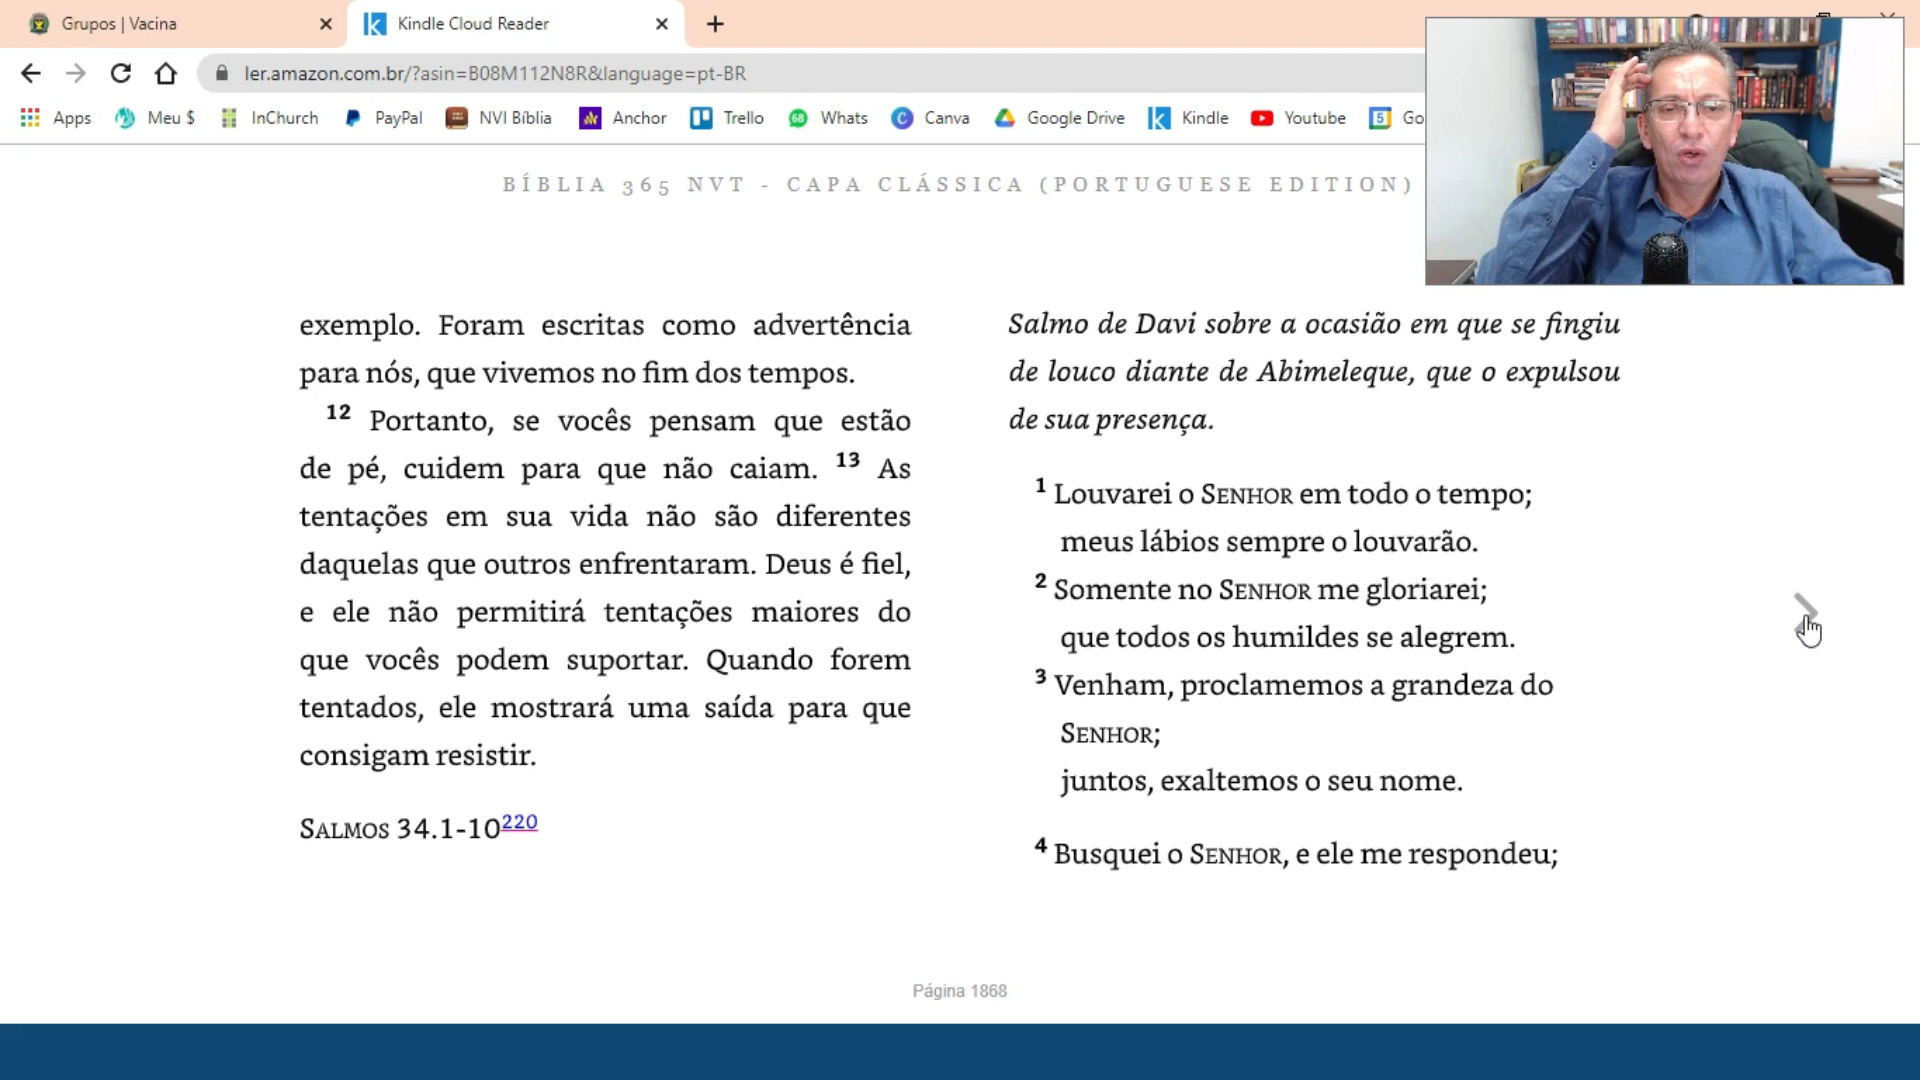 Grupos | Vacina
Kindle Cloud Reader
ler.amazon.com.br/?asin=B08M112N8R&language=pt-BR
Apps Meu $ InChurch PayPal NVI Bíblia Anchor Trello 68 Whats Canva Google Drive Kindle Youtube 5 Go
BÍBLIA 365 NVT - CAPA CLÁSSICA (PORTUGUESE EDITION)
exemplo. Foram escritas como advertência
para nós, que vivemos no fim dos tempos.
12 Portanto, se vocês pensam que estão
de pé, cuidem para que não caiam. 13 As
tentações em sua vida não são diferentes
daquelas que outros enfrentaram. Deus é fiel,
e ele não permitirá tentações maiores do
que vocês podem suportar. Quando forem
tentados, ele mostrará uma saída para que
consigam resistir.
SALMOS 34.1-10220
Salmo de Davi sobre a ocasião em que se fingiu
de louco diante de Abimeleque, que o expulsou
de sua presença.
1 Louvarei o SENHOR em todo o tempo;
meus lábios sempre o louvarão.
2 Somente no SENHOR me gloriarei;
que todos os humildes se alegrem.
3 Venham, proclamemos a grandeza do
SENHOR;
juntos, exaltemos o seu nome.
4 Busquei o SENHOR, e ele me respondeu;
Página 1868